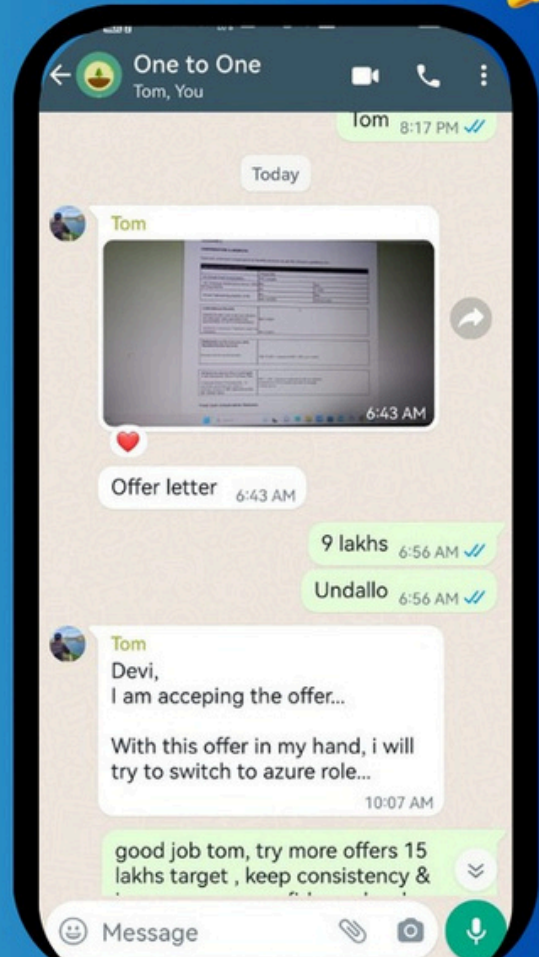 One to One
Tom, You
Tom 8:17 PM
Today
Tom
6:43 AM
Offer letter 6:43 AM
9 lakhs 6:56 AM
Undallo 6:56 AM
Tom
Devi,
I am acceping the offer...
With this offer in my hand, i will
try to switch to azure role...
10:07 AM
good job tom, try more offers 15
lakhs target , keep consistency &
Message